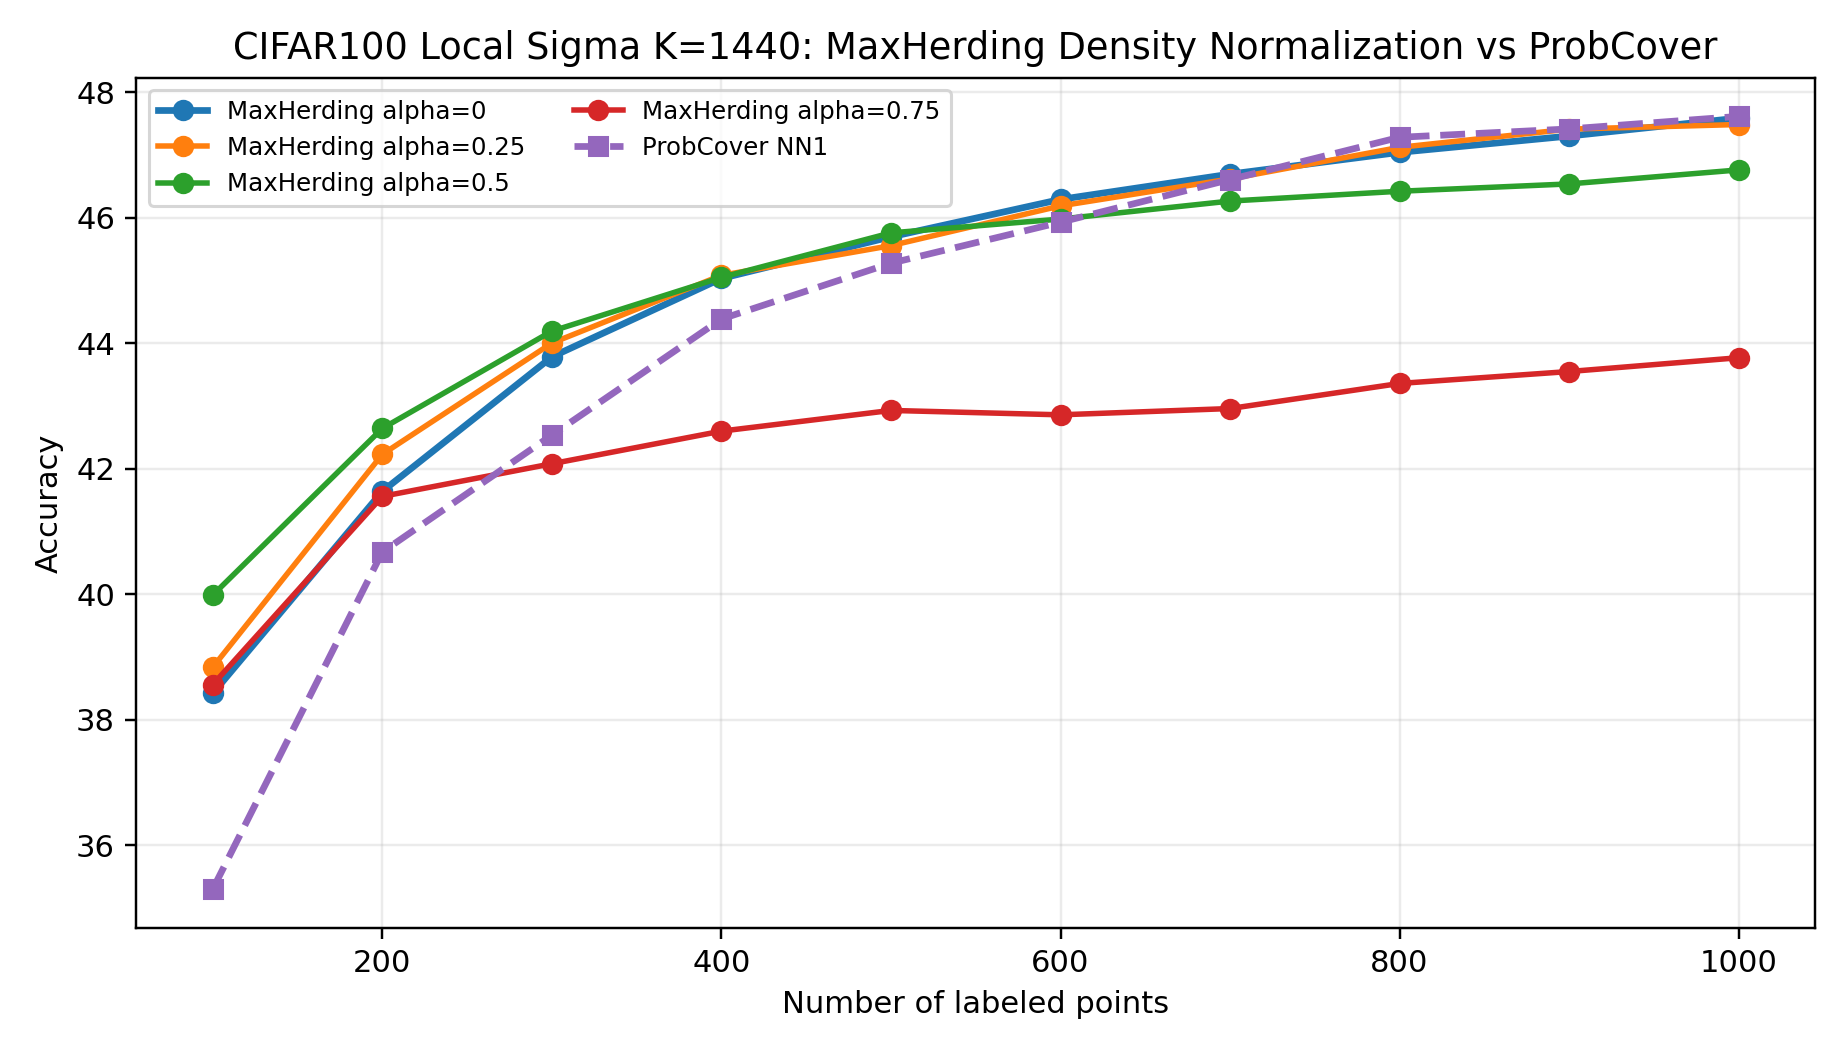 CIFAR100 Local Sigma K=1440: MaxHerding Density Normalization vs ProbCover
MaxHerding alpha=0
MaxHerding alpha=0.25
MaxHerding alpha=0.5
MaxHerding alpha=0.75
ProbCover NN1
48
46
44
42
40
38
36
Accuracy
200
400
600
800
1000
Number of labeled points